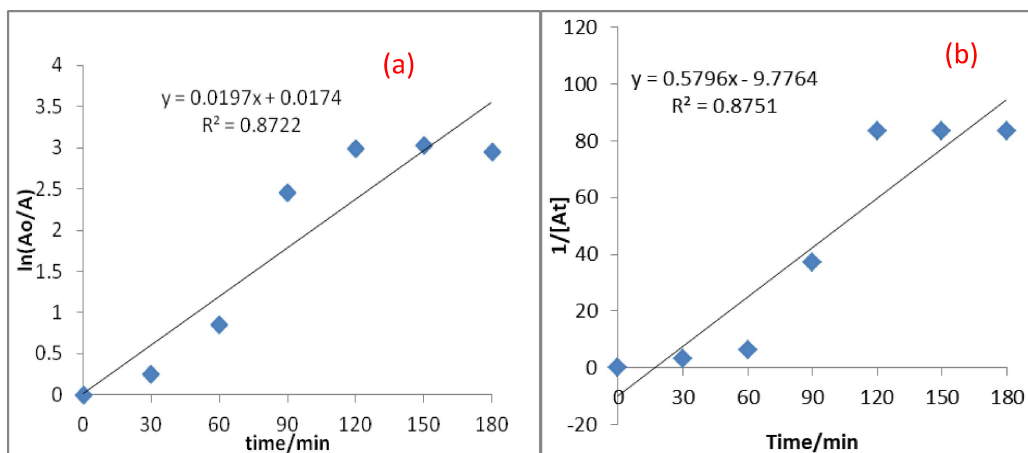 (a)
y = 0.0197x + 0.0174
R² = 0.8722
ln(Ao/A)
4
3.5
3
2.5
2
1.5
1
0.5
0
0 30 60 90 120 150 180
time/min
(b)
y = 0.5796x - 9.7764
R² = 0.8751
1/[At]
120
100
80
60
40
20
0
-20
0 30 60 90 120 150 180
Time/min